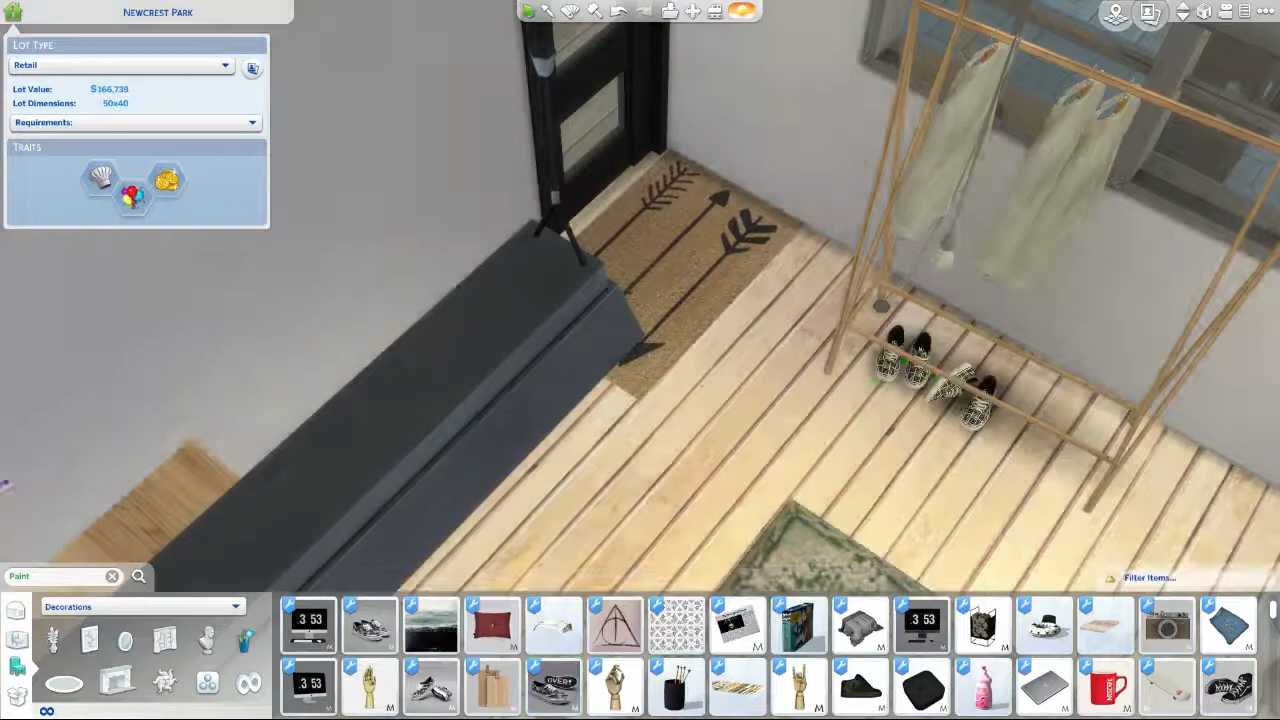 NEWCREST PARK
LOT TYPE
Retail
Lot Value: §166,739
Lot Dimensions: 50x40
Requirements:
TRAITS
Paint
Filter Items...
Decorations
3 53
3 53
3 53
OVER+
M